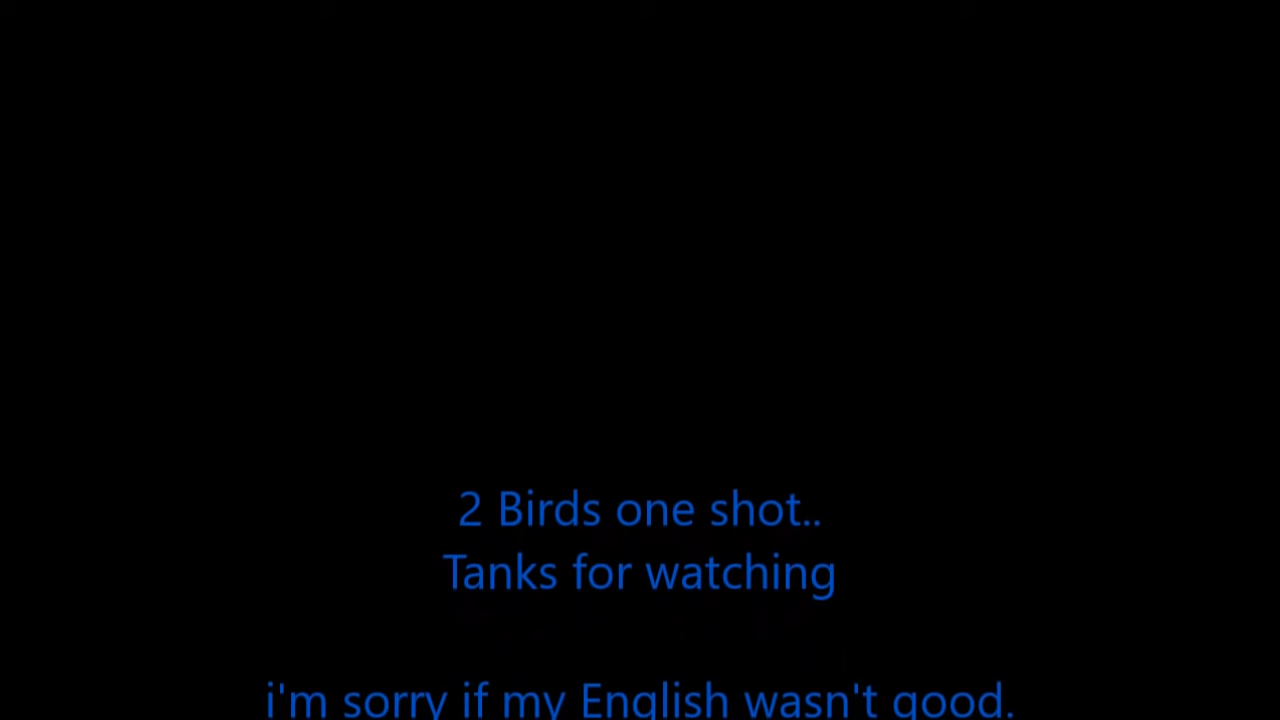 2 Birds one shot..
Tanks for watching
i'm sorry if my English wasn't good.